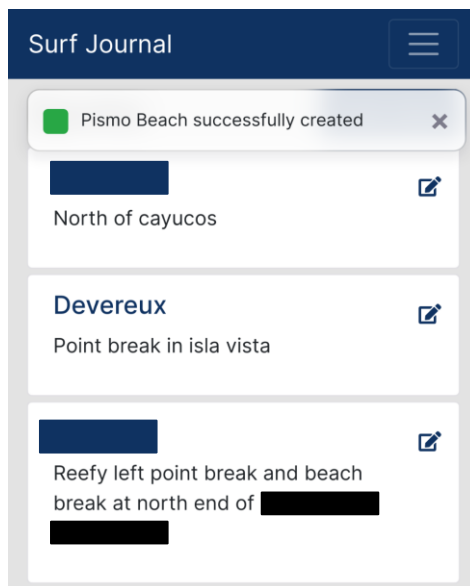 Surf Journal
Pismo Beach successfully created
North of cayucos
Devereux
Point break in isla vista
Reefy left point break and beach
break at north end of